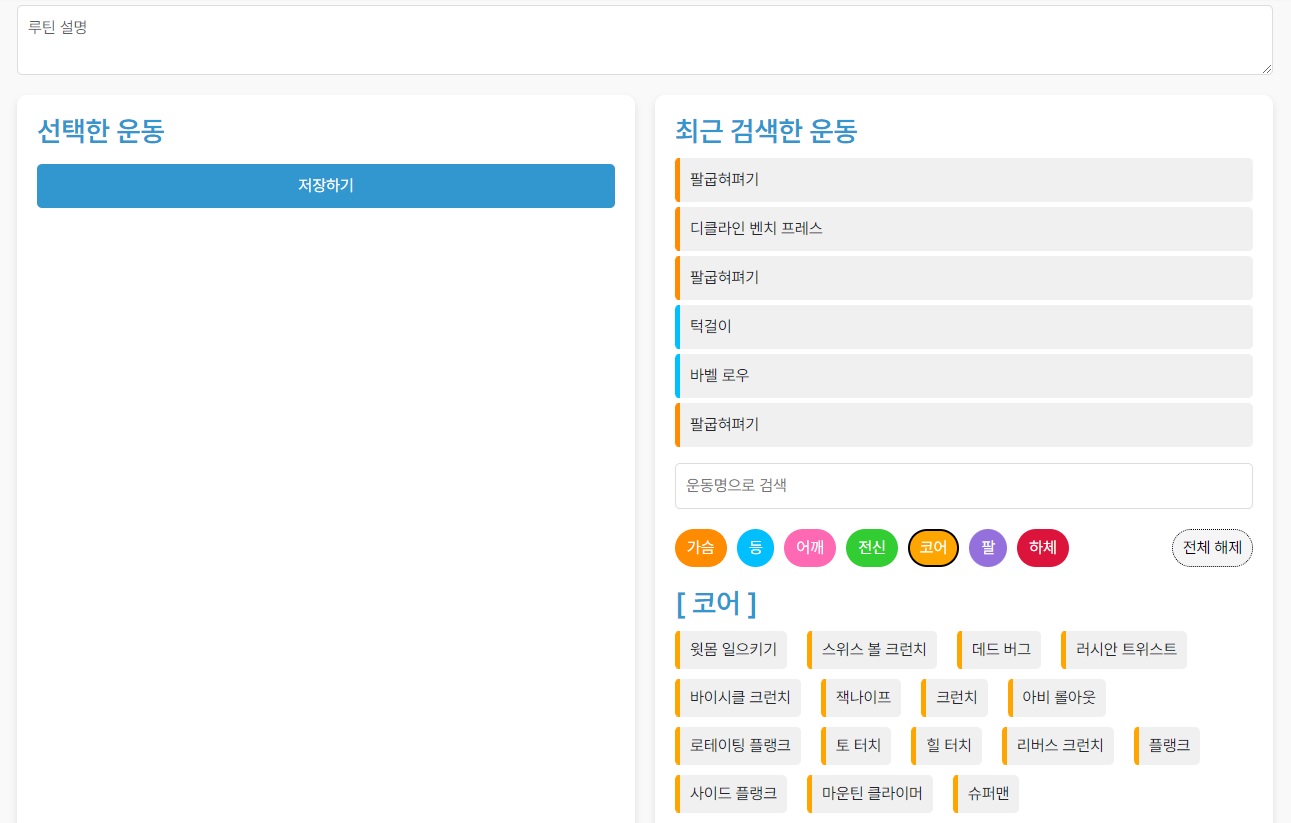 루틴 설명
선택한 운동
저장하기
최근 검색한 운동
팔굽혀펴기
디클라인 벤치 프레스
팔굽혀펴기
턱걸이
바벨 로우
팔굽혀펴기
운동명으로 검색
가슴 등 어깨 전신 코어 팔 하체 전체 해제
[ 코어 ]
윗몸 일으키기 스위스 볼 크런치 데드 버그 러시안 트위스트
바이시클 크런치 잭나이프 크런치 아비 롤아웃
로테이팅 플랭크 토 터치 힐 터치 리버스 크런치 플랭크
사이드 플랭크 마운틴 클라이머 슈퍼맨